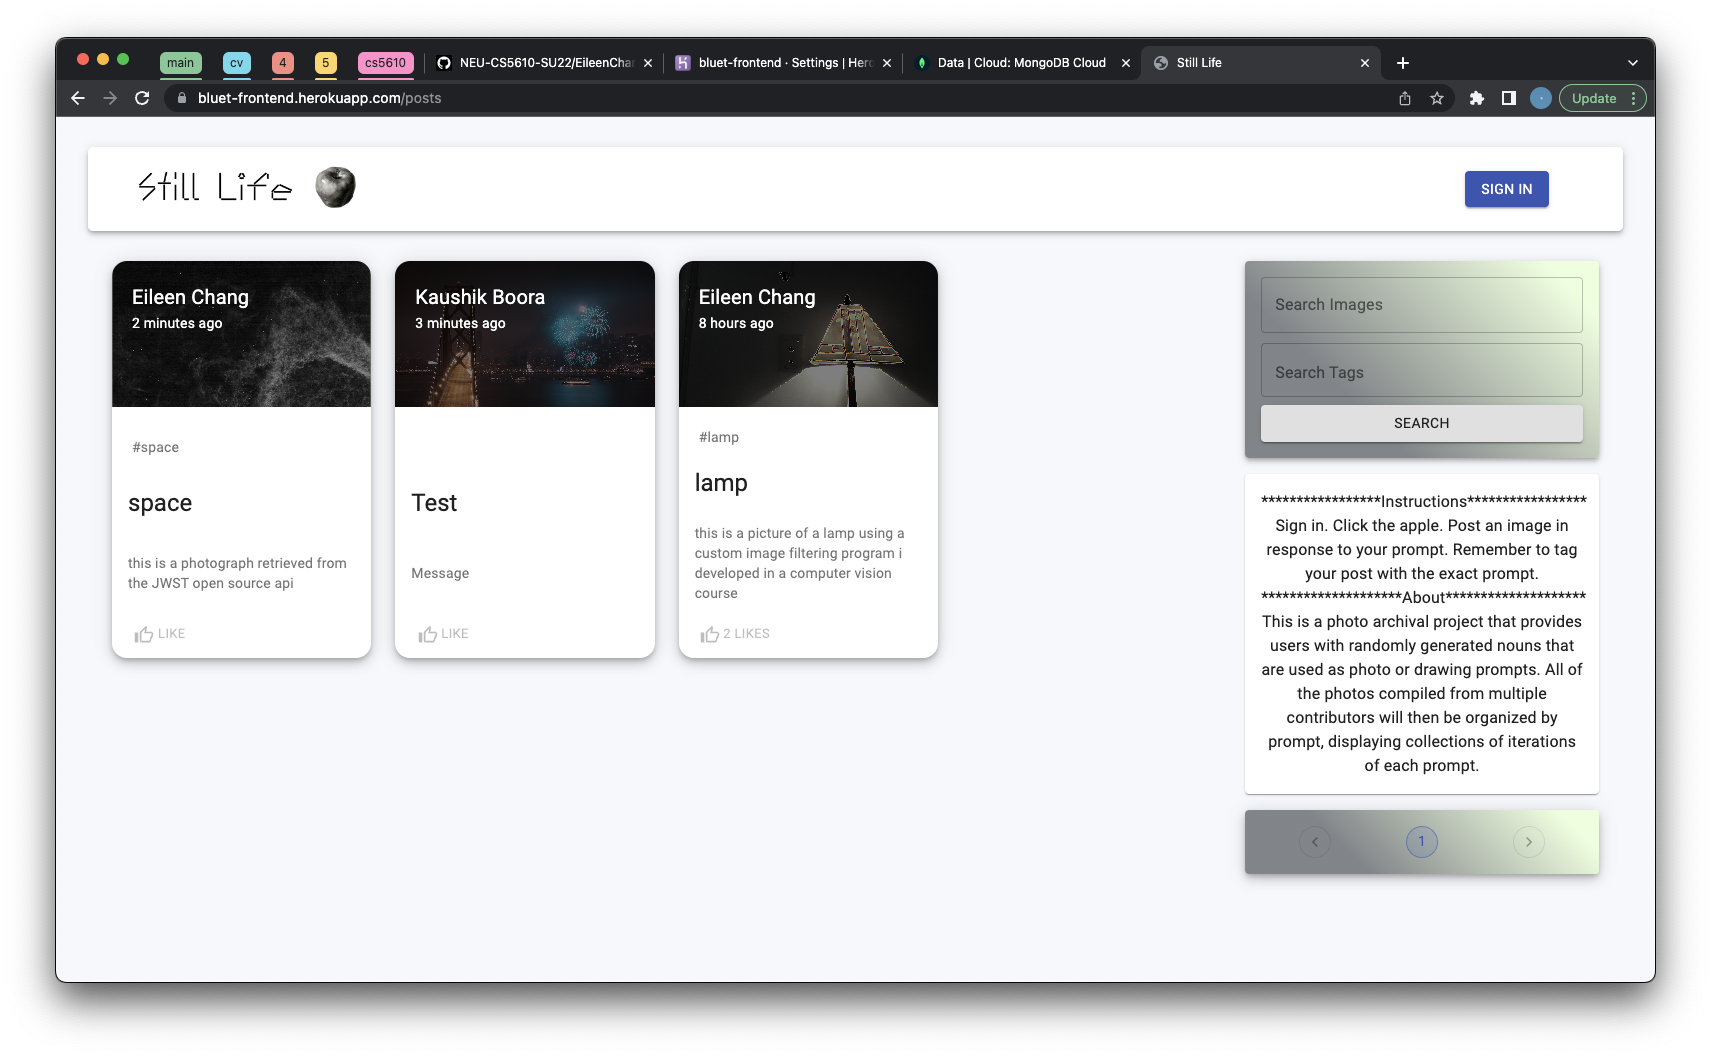 main
cv
4
5
cs5610
NEU-CS5610-SU22/EileenChan
bluet-frontend · Settings | Hero
Data | Cloud: MongoDB Cloud
Still Life
bluet-frontend.herokuapp.com/posts
Update
Still Life
SIGN IN
Eileen Chang
2 minutes ago
#space
space
this is a photograph retrieved from
the JWST open source api
LIKE
Kaushik Boora
3 minutes ago
Test
Message
LIKE
Eileen Chang
8 hours ago
#lamp
lamp
this is a picture of a lamp using a
custom image filtering program i
developed in a computer vision
course
2 LIKES
Search Images
Search Tags
SEARCH
*****************Instructions*****************
Sign in. Click the apple. Post an image in
response to your prompt. Remember to tag
your post with the exact prompt.
********************About********************
This is a photo archival project that provides
users with randomly generated nouns that
are used as photo or drawing prompts. All of
the photos compiled from multiple
contributors will then be organized by
prompt, displaying collections of iterations
of each prompt.
1